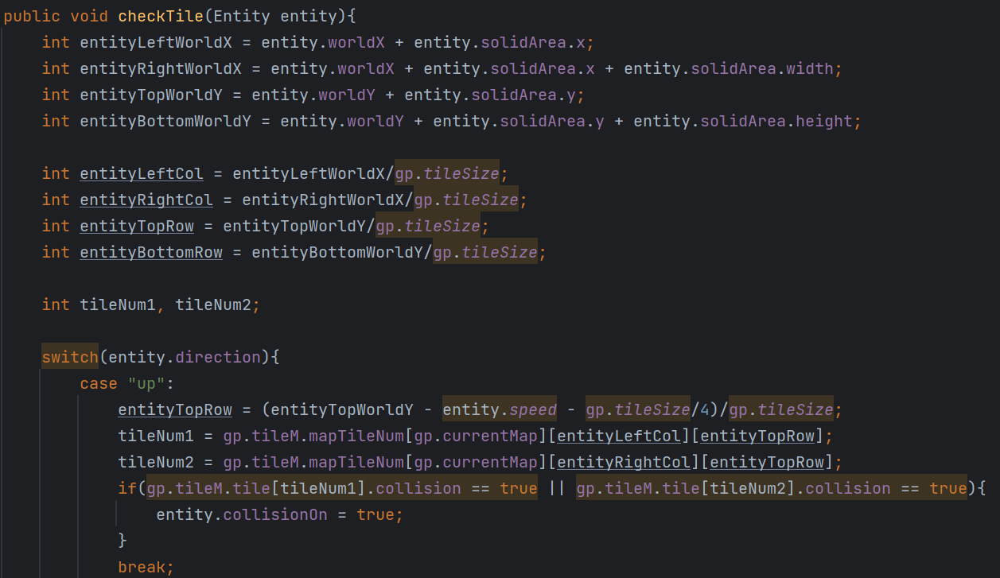 public void checkTile(Entity entity){
    int entityLeftWorldX = entity.worldX + entity.solidArea.x;
    int entityRightWorldX = entity.worldX + entity.solidArea.x + entity.solidArea.width;
    int entityTopWorldY = entity.worldY + entity.solidArea.y;
    int entityBottomWorldY = entity.worldY + entity.solidArea.y + entity.solidArea.height;

    int entityLeftCol = entityLeftWorldX/gp.tileSize;
    int entityRightCol = entityRightWorldX/gp.tileSize;
    int entityTopRow = entityTopWorldY/gp.tileSize;
    int entityBottomRow = entityBottomWorldY/gp.tileSize;

    int tileNum1, tileNum2;

    switch(entity.direction){
        case "up":
            entityTopRow = (entityTopWorldY - entity.speed - gp.tileSize/4)/gp.tileSize;
            tileNum1 = gp.tileM.mapTileNum[gp.currentMap][entityLeftCol][entityTopRow];
            tileNum2 = gp.tileM.mapTileNum[gp.currentMap][entityRightCol][entityTopRow];
            if(gp.tileM.tile[tileNum1].collision == true || gp.tileM.tile[tileNum2].collision == true){
                entity.collisionOn = true;
            }
            break;